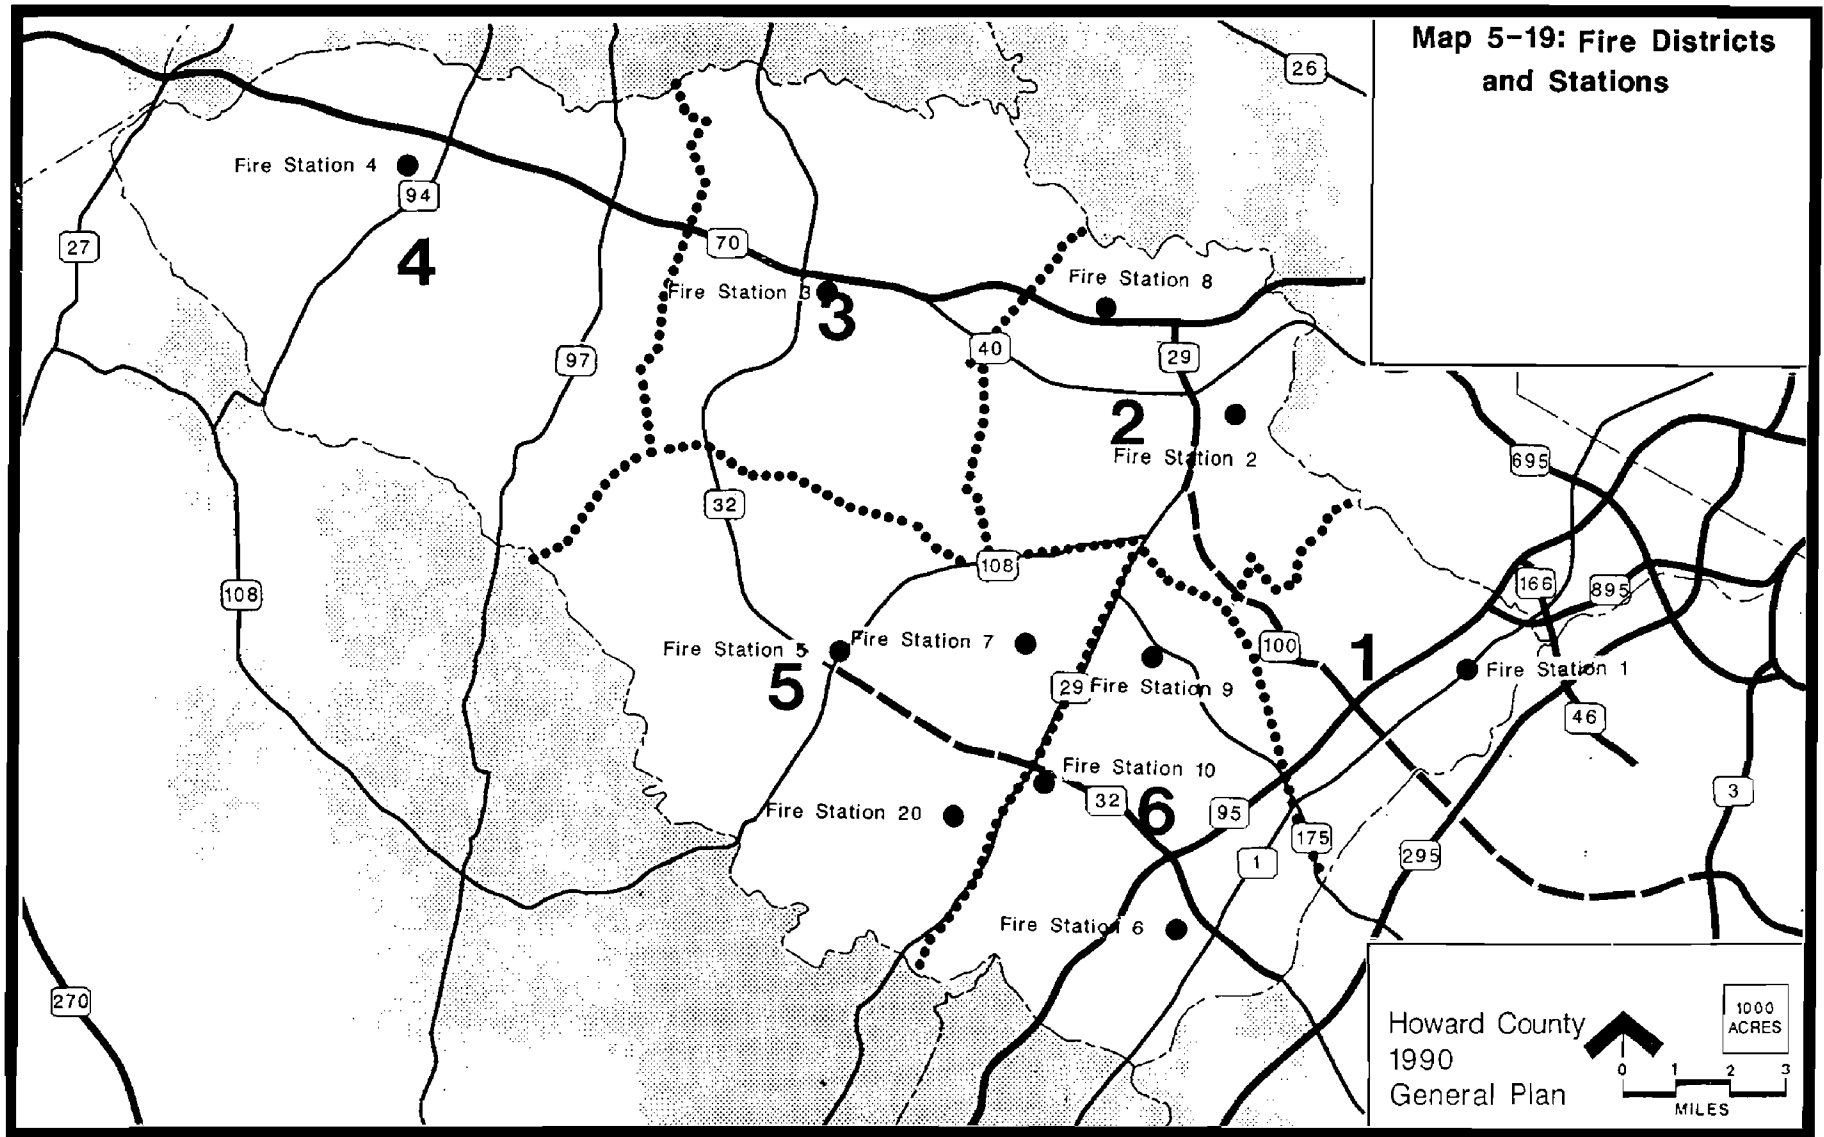 Map 5-19: Fire Districts
and Stations
26
Fire Station 4
94
27
4
70
Fire Station 3
3
Fire Station 8
40
29
97
2
Fire Station 2
695
32
108
108
166
895
100
1
Fire Station 5
Fire Station 7
5
29
Fire Station 9
Fire Station 1
46
Fire Station 10
32
6
95
Fire Station 20
175
1
295
3
Fire Station 6
270
Howard County
1990
General Plan
1000
ACRES
0 1 2 3
MILES